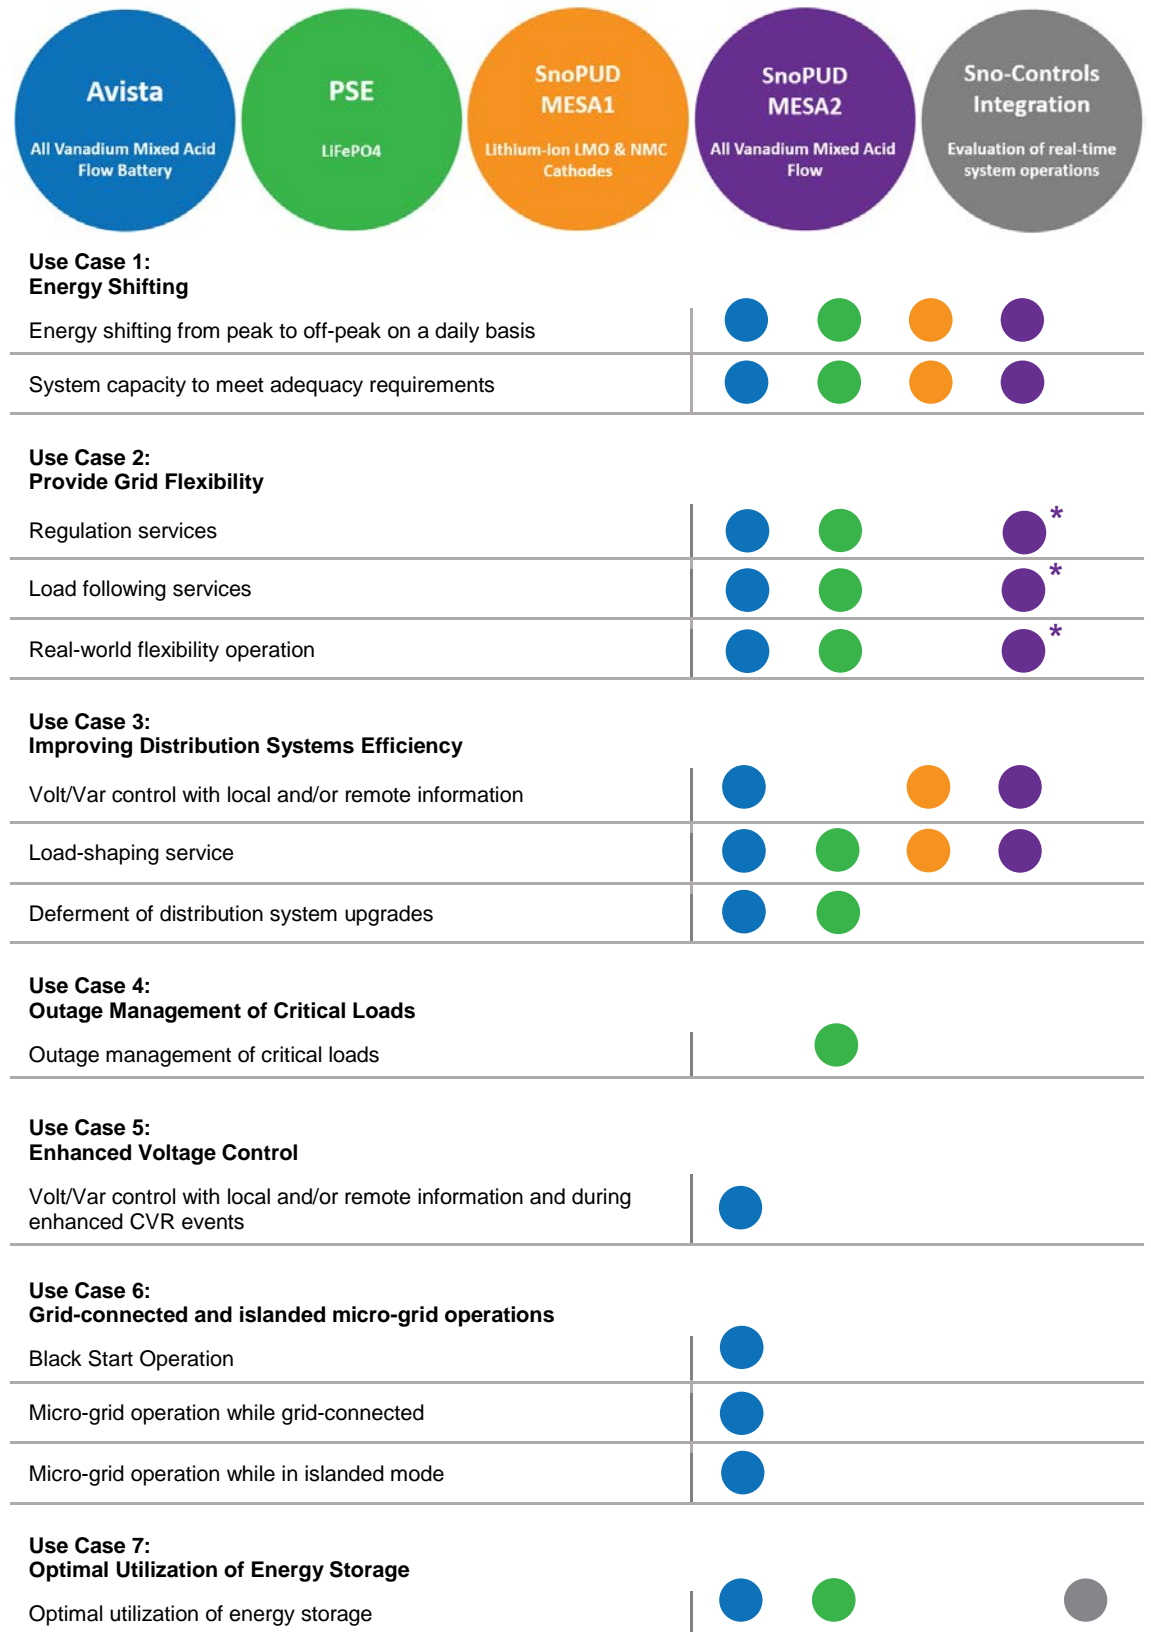 Avista
All Vanadium Mixed Acid
Flow Battery
PSE
LiFePO4
SnoPUD
MESA1
Lithium-ion LMO & NMC
Cathodes
SnoPUD
MESA2
All Vanadium Mixed Acid
Flow
Sno-Controls
Integration
Evaluation of real-time
system operations
Use Case 1:
Energy Shifting
Energy shifting from peak to off-peak on a daily basis
System capacity to meet adequacy requirements
Use Case 2:
Provide Grid Flexibility
Regulation services *
Load following services *
Real-world flexibility operation *
Use Case 3:
Improving Distribution Systems Efficiency
Volt/Var control with local and/or remote information
Load-shaping service
Deferment of distribution system upgrades
Use Case 4:
Outage Management of Critical Loads
Outage management of critical loads
Use Case 5:
Enhanced Voltage Control
Volt/Var control with local and/or remote information and during
enhanced CVR events
Use Case 6:
Grid-connected and islanded micro-grid operations
Black Start Operation
Micro-grid operation while grid-connected
Micro-grid operation while in islanded mode
Use Case 7:
Optimal Utilization of Energy Storage
Optimal utilization of energy storage